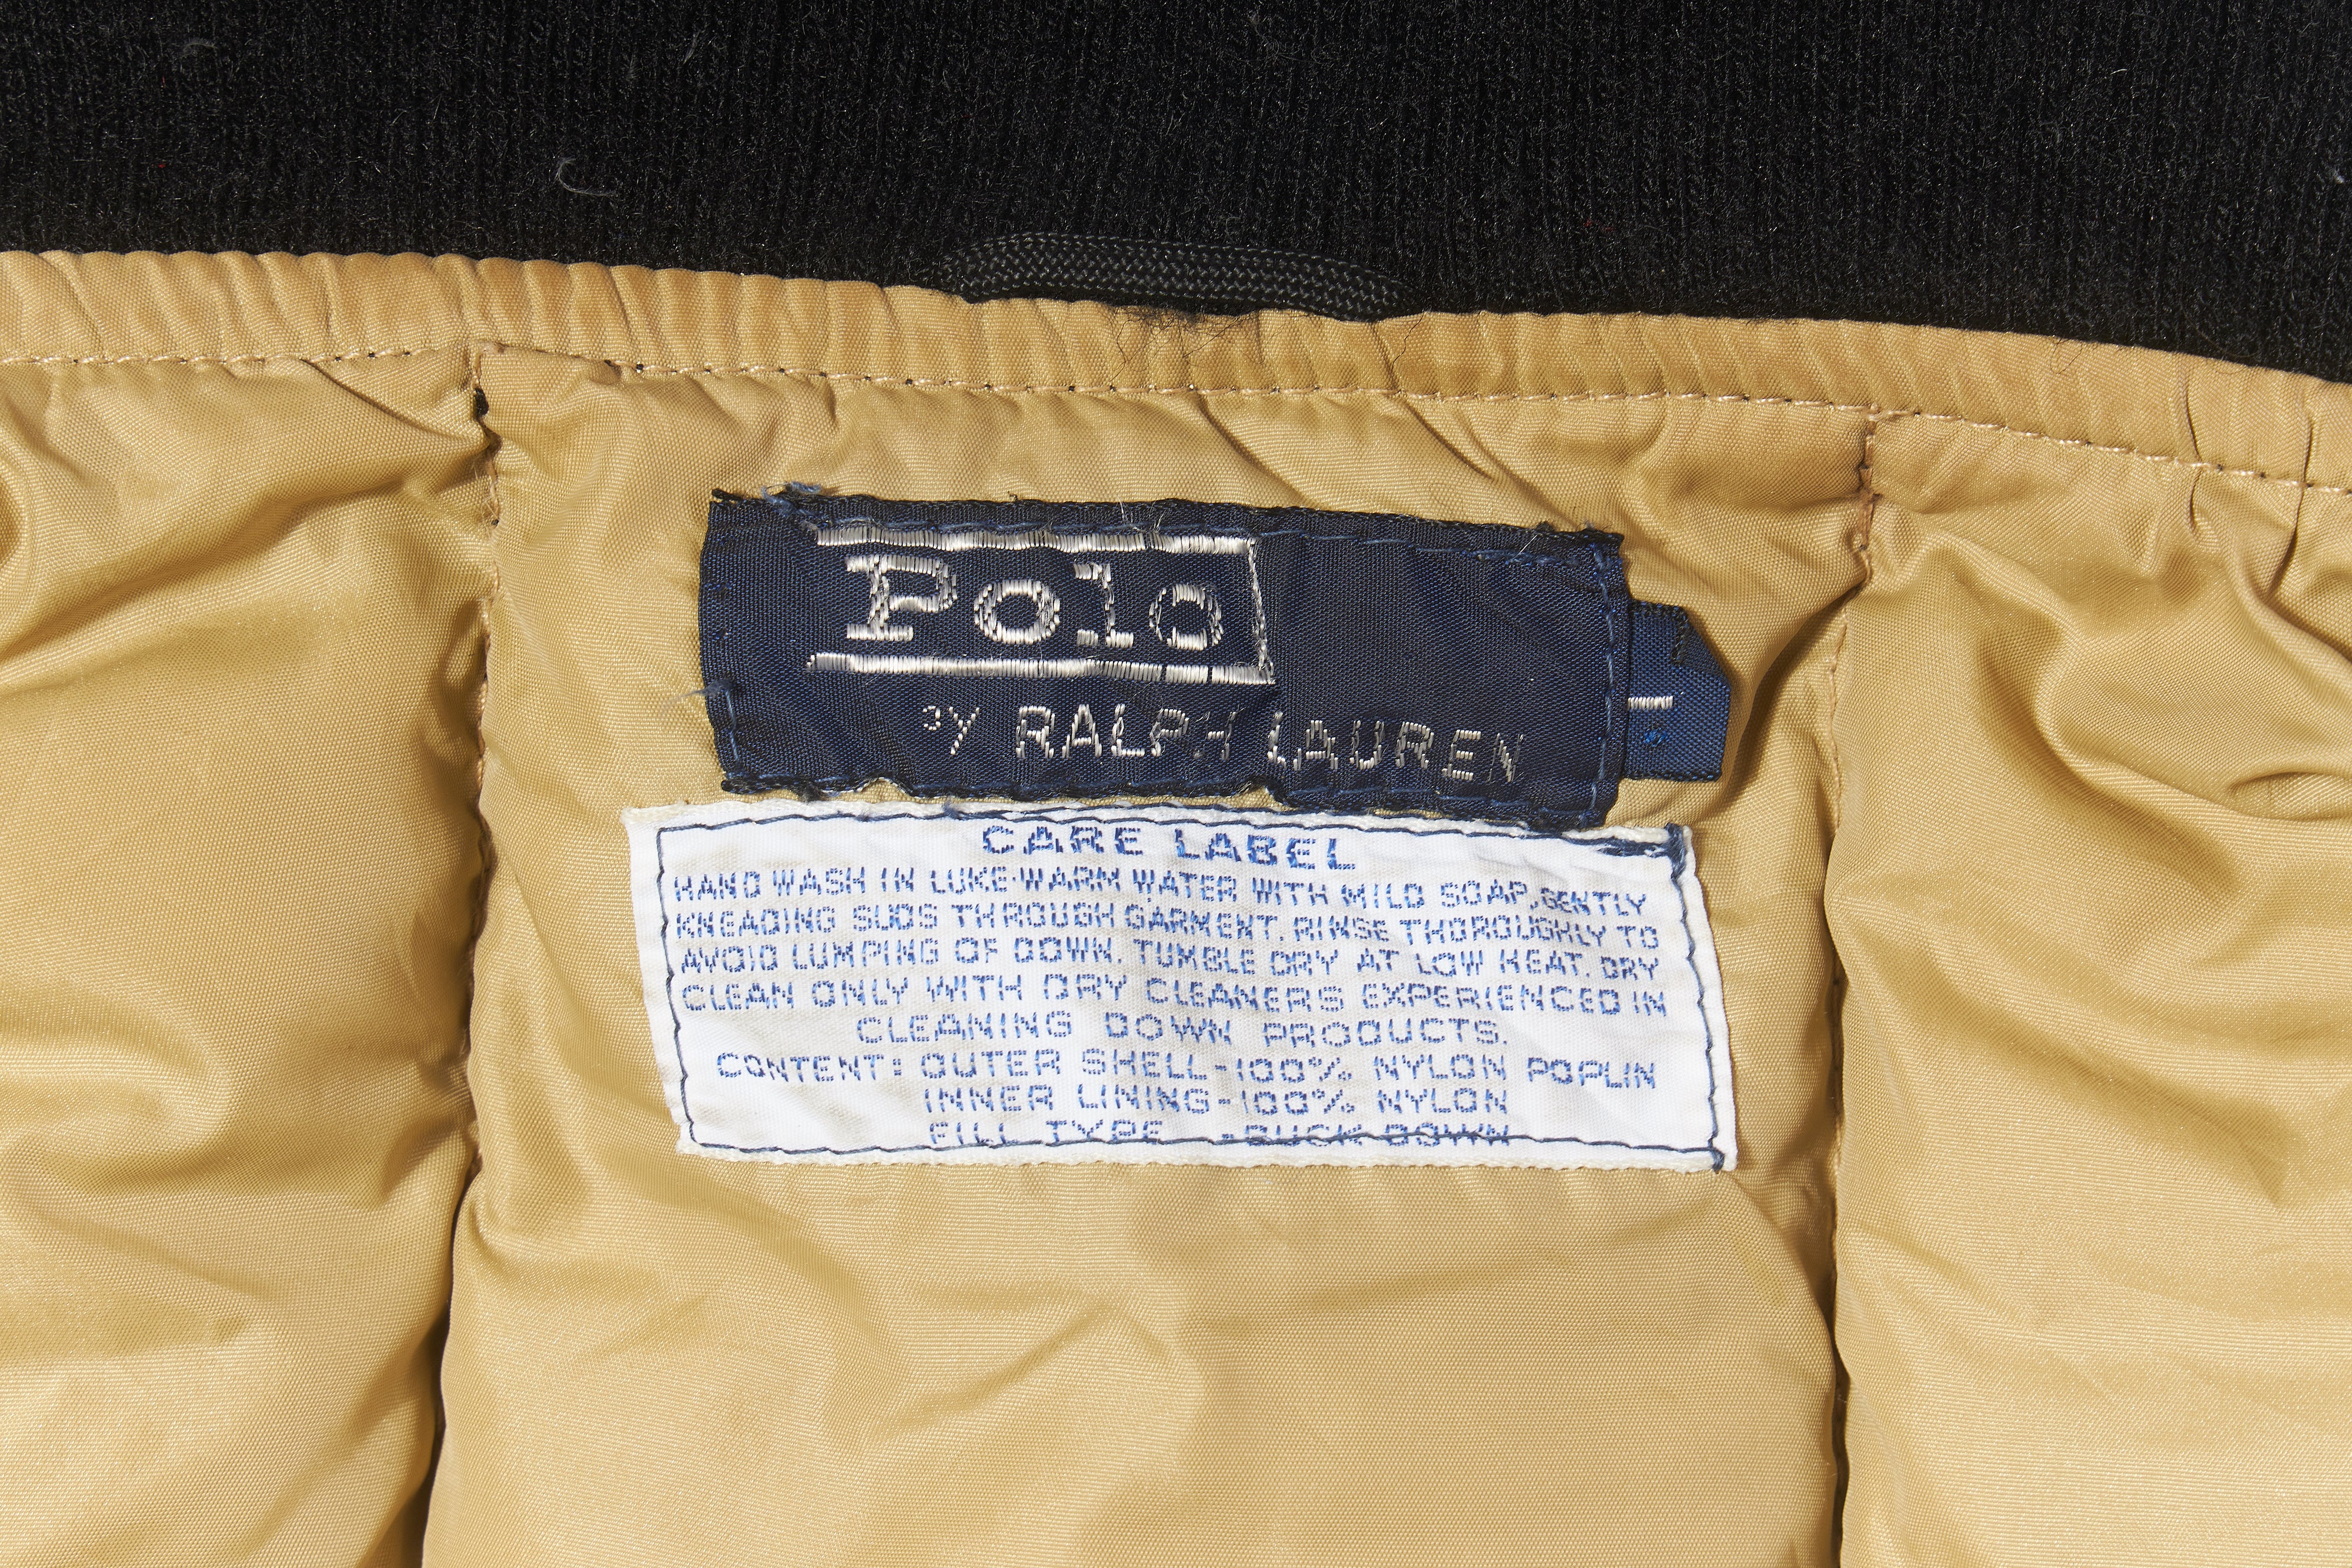 Polo
BY RALPH LAUREN
CARE LABEL
HAND WASH IN LUKE-WARM WATER WITH MILD SOAP, GENTLY
KNEADING SUDS THROUGH GARMENT. RINSE THOROUGHLY TO
AVOID LUMPING OF DOWN. TUMBLE DRY AT LOW HEAT. DRY
CLEAN ONLY WITH DRY CLEANERS EXPERIENCED IN
CLEANING DOWN PRODUCTS.
CONTENT: OUTER SHELL-100% NYLON POPLIN
INNER LINING-100% NYLON
FILL TYPE -DUCK DOWN